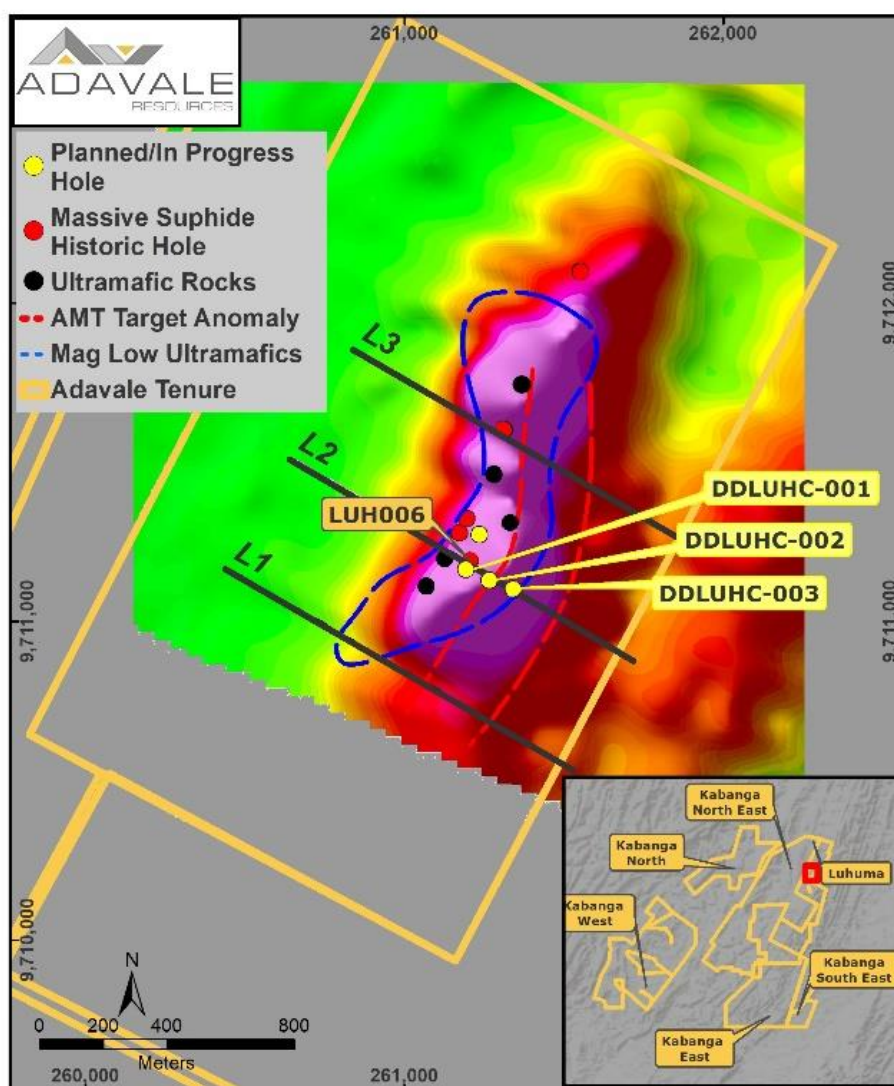 261,000
262,000
ADAVALE
RESOURCES
Planned/In Progress
Hole
Massive Suphide
Historic Hole
Ultramafic Rocks
AMT Target Anomaly
Mag Low Ultramafics
Adavale Tenure
9,712,000
9,712,000
L3
L2
L1
DDLUHC-001
LUH006
DDLUHC-002
DDLUHC-003
9,711,000
9,711,000
Kabanga
North East
Kabanga
North
Luhuma
Kabanga
West
Kabanga
South East
Kabanga
East
9,710,000
N
0 200 400 800
Meters
260,000
261,000